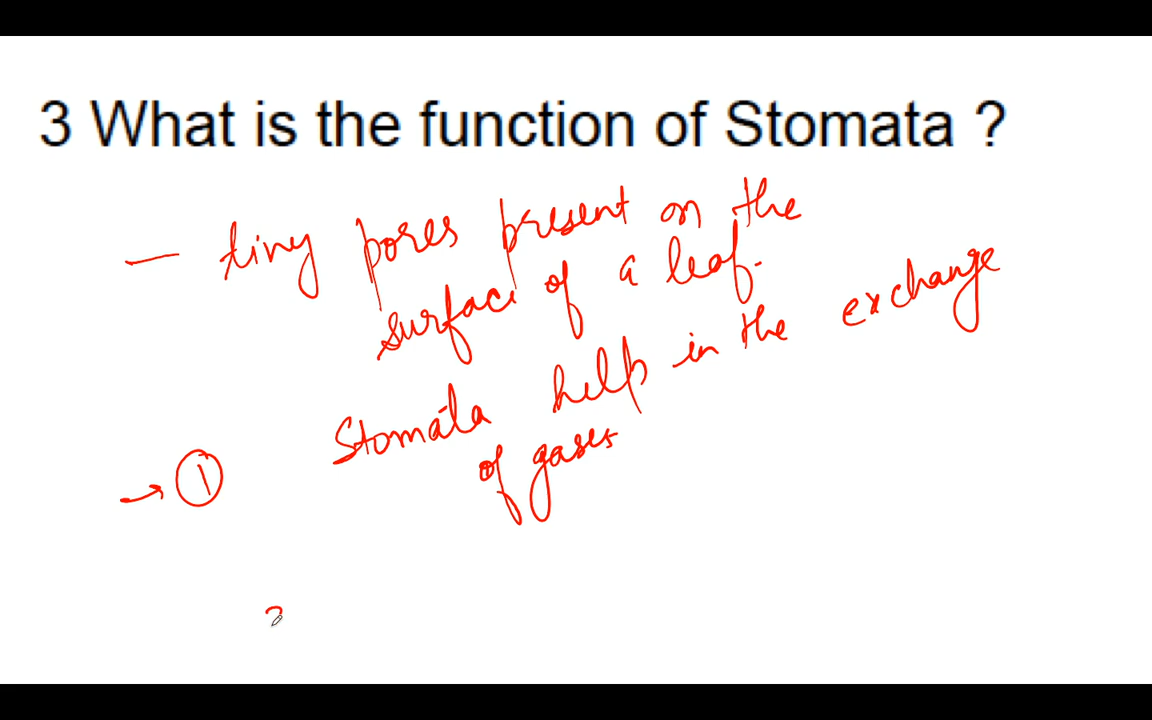 3 What is the function of Stomata ?
— tiny pores present on the
surface of a leaf.
→ ① Stomata help in the exchange
of gases
2